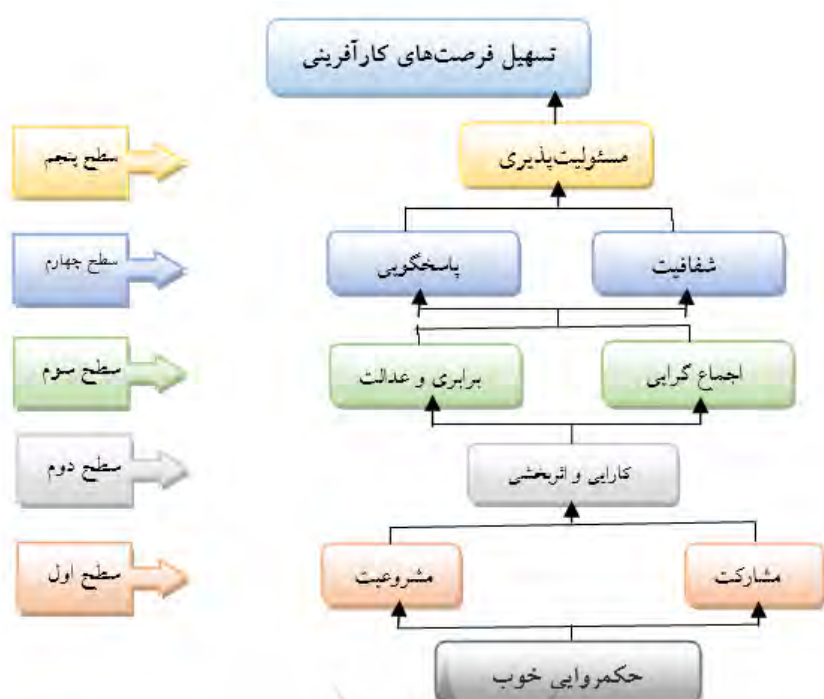 تسهیل فرصت‌های کارآفرینی
مسئولیت‌پذیری
سطح پنجم
شفافیت
پاسخگویی
سطح چهارم
اجماع گرایی
برابری و عدالت
سطح سوم
کارایی و اثربخشی
سطح دوم
مشارکت
مشروعیت
سطح اول
حکمروایی خوب